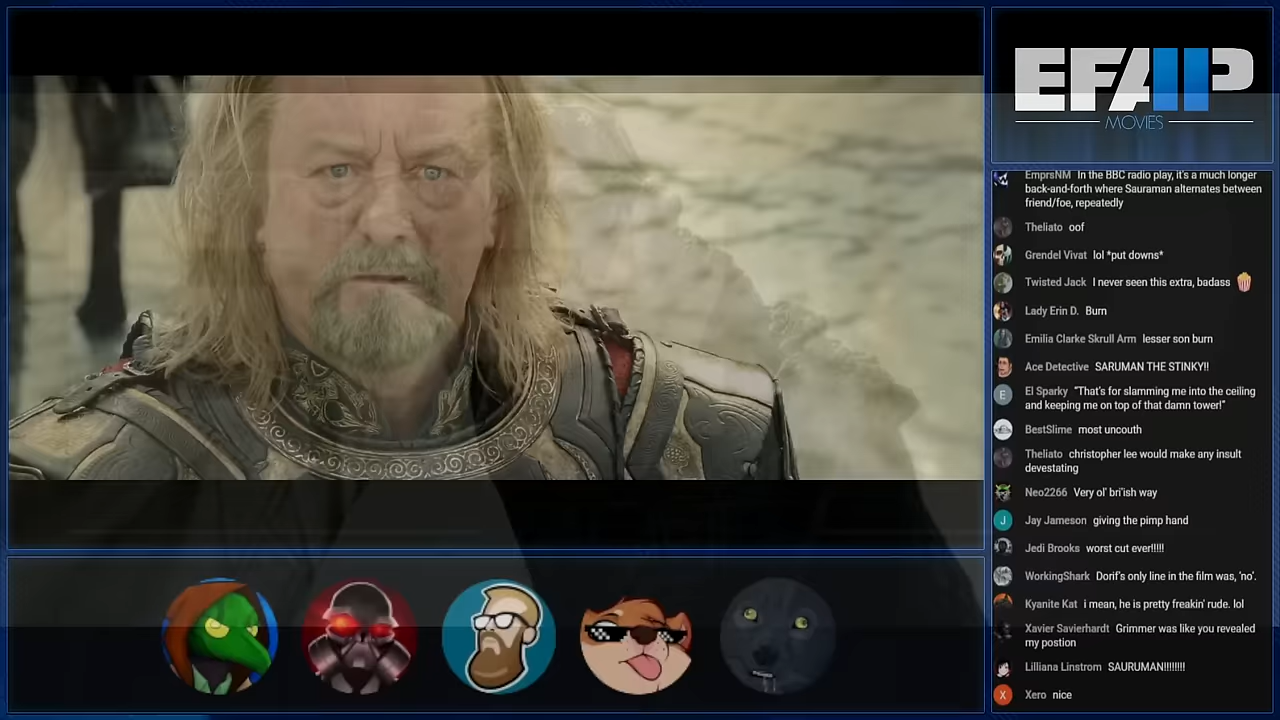 EFAIIP
MOVIES
EmprsNM In the BBC radio play, it's a much longer
back-and-forth where Sauraman alternates between
friend/foe, repeatedly
Theliato oof
Grendel Vivat lol *put downs*
Twisted Jack I never seen this extra, badass
Lady Erin D. Burn
Emilia Clarke Skrull Arm lesser son burn
Ace Detective SARUMAN THE STINKY!!
E
El Sparky “That's for slamming me into the ceiling
and keeping me on top of that damn tower!”
BestSlime most uncouth
Theliato christopher lee would make any insult
devestating
Neo2266 Very ol' bri'ish way
J
Jay Jameson giving the pimp hand
Jedi Brooks worst cut ever!!!!!
WorkingShark Dorif's only line in the film was, 'no'.
Kyanite Kat i mean, he is pretty freakin' rude. lol
Xavier Savierhardt Grimmer was like you revealed
my postion
Lilliana Linstrom SAURUMAN!!!!!!!!
X
Xero nice